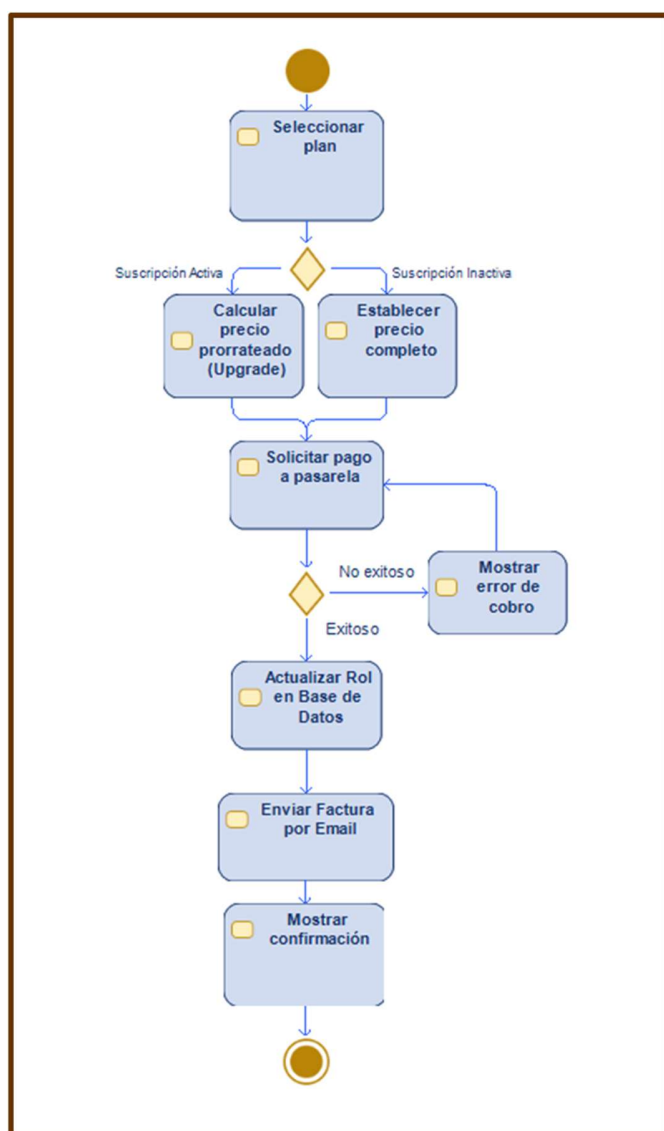 Seleccionar
plan
Suscripción Activa
Suscripción Inactiva
Calcular
precio
prorrateado
(Upgrade)
Establecer
precio
completo
Solicitar pago
a pasarela
No exitoso
Mostrar
error de
cobro
Exitoso
Actualizar Rol
en Base de
Datos
Enviar Factura
por Email
Mostrar
confirmación